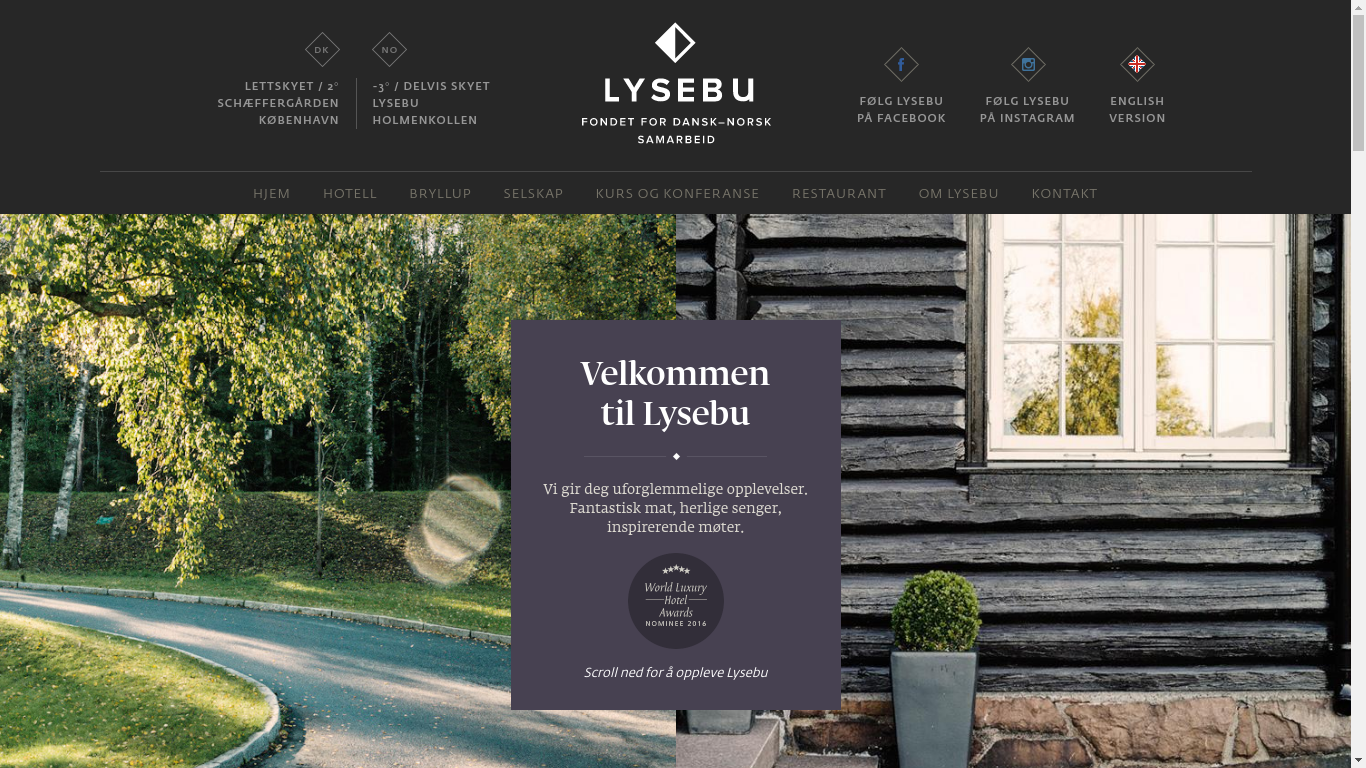 DK
NO
LETTSKYET / 2°
SCHÆFFERGÅRDEN
KØBENHAVN
-3° / DELVIS SKYET
LYSEBU
HOLMENKOLLEN
LYSEBU
FONDET FOR DANSK–NORSK
SAMARBEID
FØLG LYSEBU
PÅ FACEBOOK
FØLG LYSEBU
PÅ INSTAGRAM
ENGLISH
VERSION
HJEM HOTELL BRYLLUP SELSKAP KURS OG KONFERANSE RESTAURANT OM LYSEBU KONTAKT
Velkommen
til Lysebu
Vi gir deg uforglemmelige opplevelser.
Fantastisk mat, herlige senger,
inspirerende møter.
World Luxury
Hotel
Awards
NOMINEE 2016
Scroll ned for å oppleve Lysebu